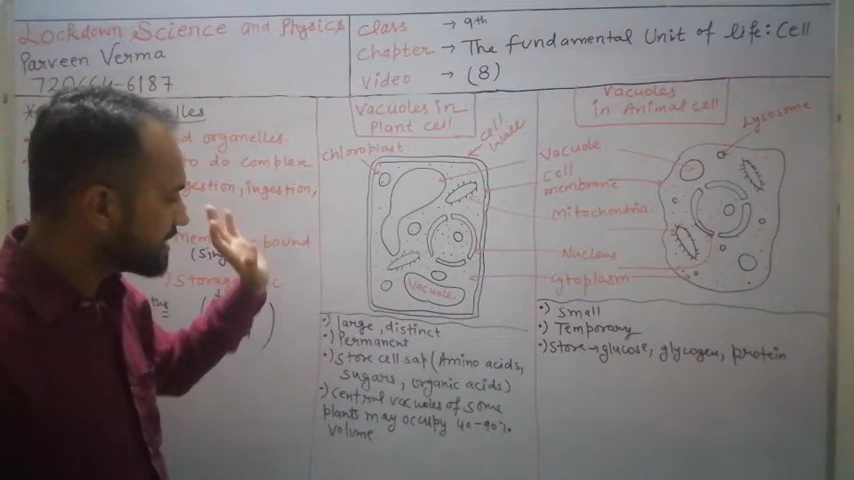 Lockdown Science and Physics
Parveen Verma
720664-6187
class → 9th
chapter → The fundamental Unit of life: Cell
video → (8)
organelles.
to do complex
ingestion,
bound
vacuoles in
Plant cell
cell
wall
chloroplast
vacuole
vacuoles
in Animal cell
Lysosome
vacuole
cell
membrane
mitochondria
Nucleus
cytoplasm
•) large, distinct
•) Permanent
•) Store cell sap (Amino acids,
sugars, organic acids)
•) central vacuoles of some
plants may occupy 40-90%
volume
•) small
•) Temporary
•) Store → glucose, glycogen, protein